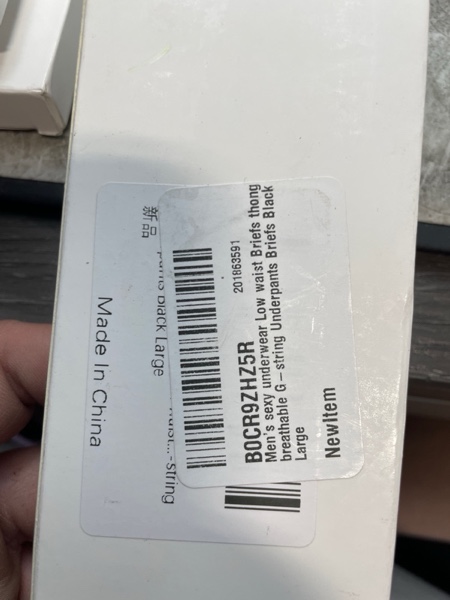 201863591
B0CR9ZHZ5R
Men's sexy underwear Low waist Briefs thong
breathable G-string Underpants Briefs Black
Large
NewItem
Black Large
-string
新品
Made In China